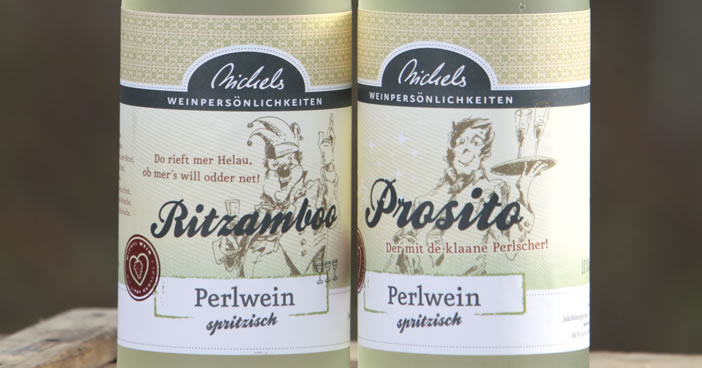 Michels
WEINPERSÖNLICHKEITEN
Do rieft mer Helau,
ob mer's will odder net!
Ritzamboo
Perlwein
spritzisch
Michels
WEINPERSÖNLICHKEITEN
Prosito
Der mit de klaane Perlscher!
Perlwein
spritzisch